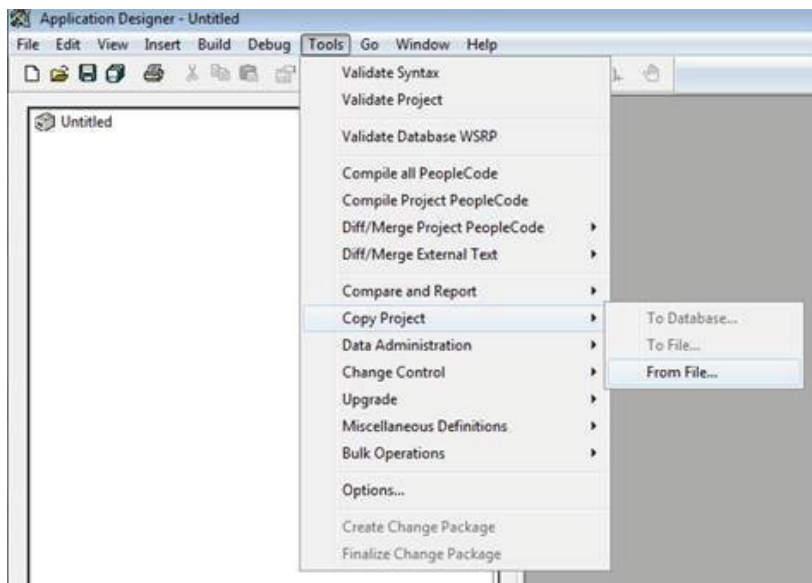 Application Designer - Untitled
File Edit View Insert Build Debug Tools Go Window Help
Untitled
Validate Syntax
Validate Project
Validate Database WSRP
Compile all PeopleCode
Compile Project PeopleCode
Diff/Merge Project PeopleCode
Diff/Merge External Text
Compare and Report
Copy Project
To Database...
To File...
From File...
Data Administration
Change Control
Upgrade
Miscellaneous Definitions
Bulk Operations
Options...
Create Change Package
Finalize Change Package